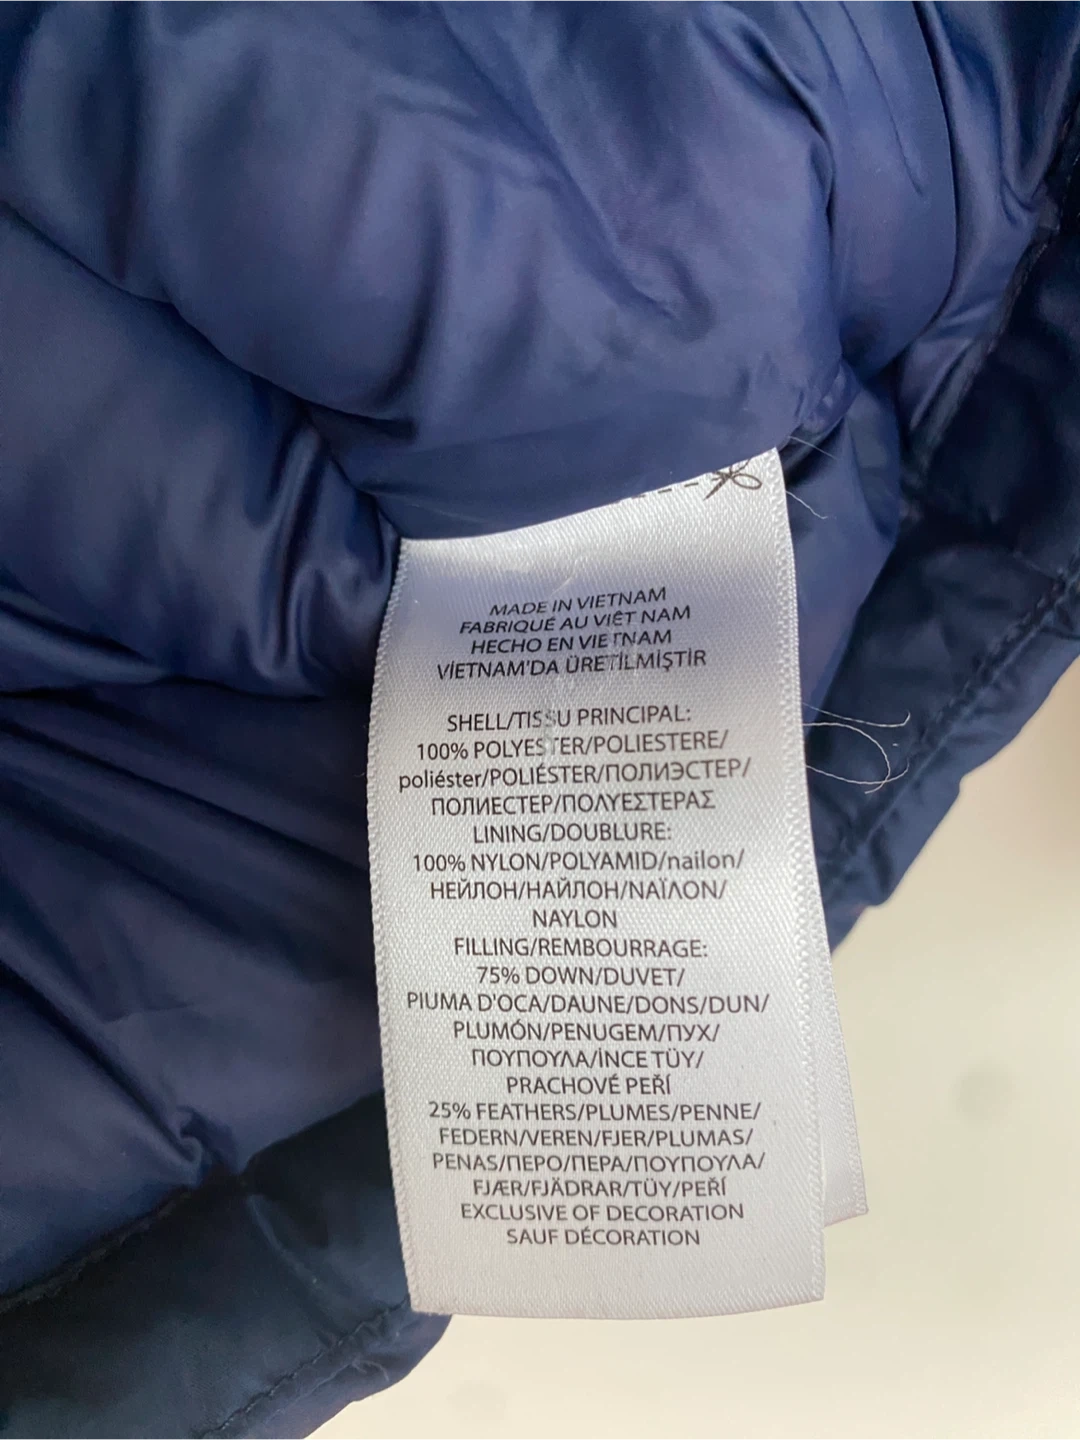 MADE IN VIETNAM
FABRIQUÉ AU VIÊT NAM
HECHO EN VIETNAM
VİETNAM'DA ÜRETİLMİŞTİR
SHELL/TISSU PRINCIPAL:
100% POLYESTER/POLIESTERE/
poliéster/POLIÉSTER/ПОЛИЭСТЕР/
ПОЛИЕСТЕР/ΠΟΛΥΕΣΤΕΡΑΣ
LINING/DOUBLURE:
100% NYLON/POLYAMID/nailon/
НЕЙЛОН/НАЙЛОН/ΝΑΪΛΟΝ/
NAYLON
FILLING/REMBOURRAGE:
75% DOWN/DUVET/
PIUMA D'OCA/DAUNE/DONS/DUN/
PLUMÓN/PENUGEM/ПУХ/
ΠΟΥΠΟΥΛΑ/İNCE TÜY/
PRACHOVÉ PEŘÍ
25% FEATHERS/PLUMES/PENNE/
FEDERN/VEREN/FJER/PLUMAS/
PENAS/ПЕРО/ПЕРА/ΠΟΥΠΟΥΛΑ/
FJÆR/FJÄDRAR/TÜY/PEŘÍ
EXCLUSIVE OF DECORATION
SAUF DÉCORATION